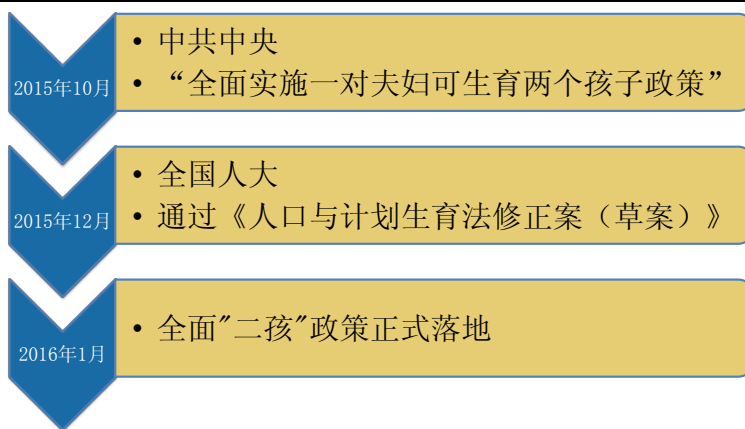 2015年10月
• 中共中央
• “全面实施一对夫妇可生育两个孩子政策”
2015年12月
• 全国人大
• 通过《人口与计划生育法修正案（草案）》
2016年1月
• 全面"二孩"政策正式落地